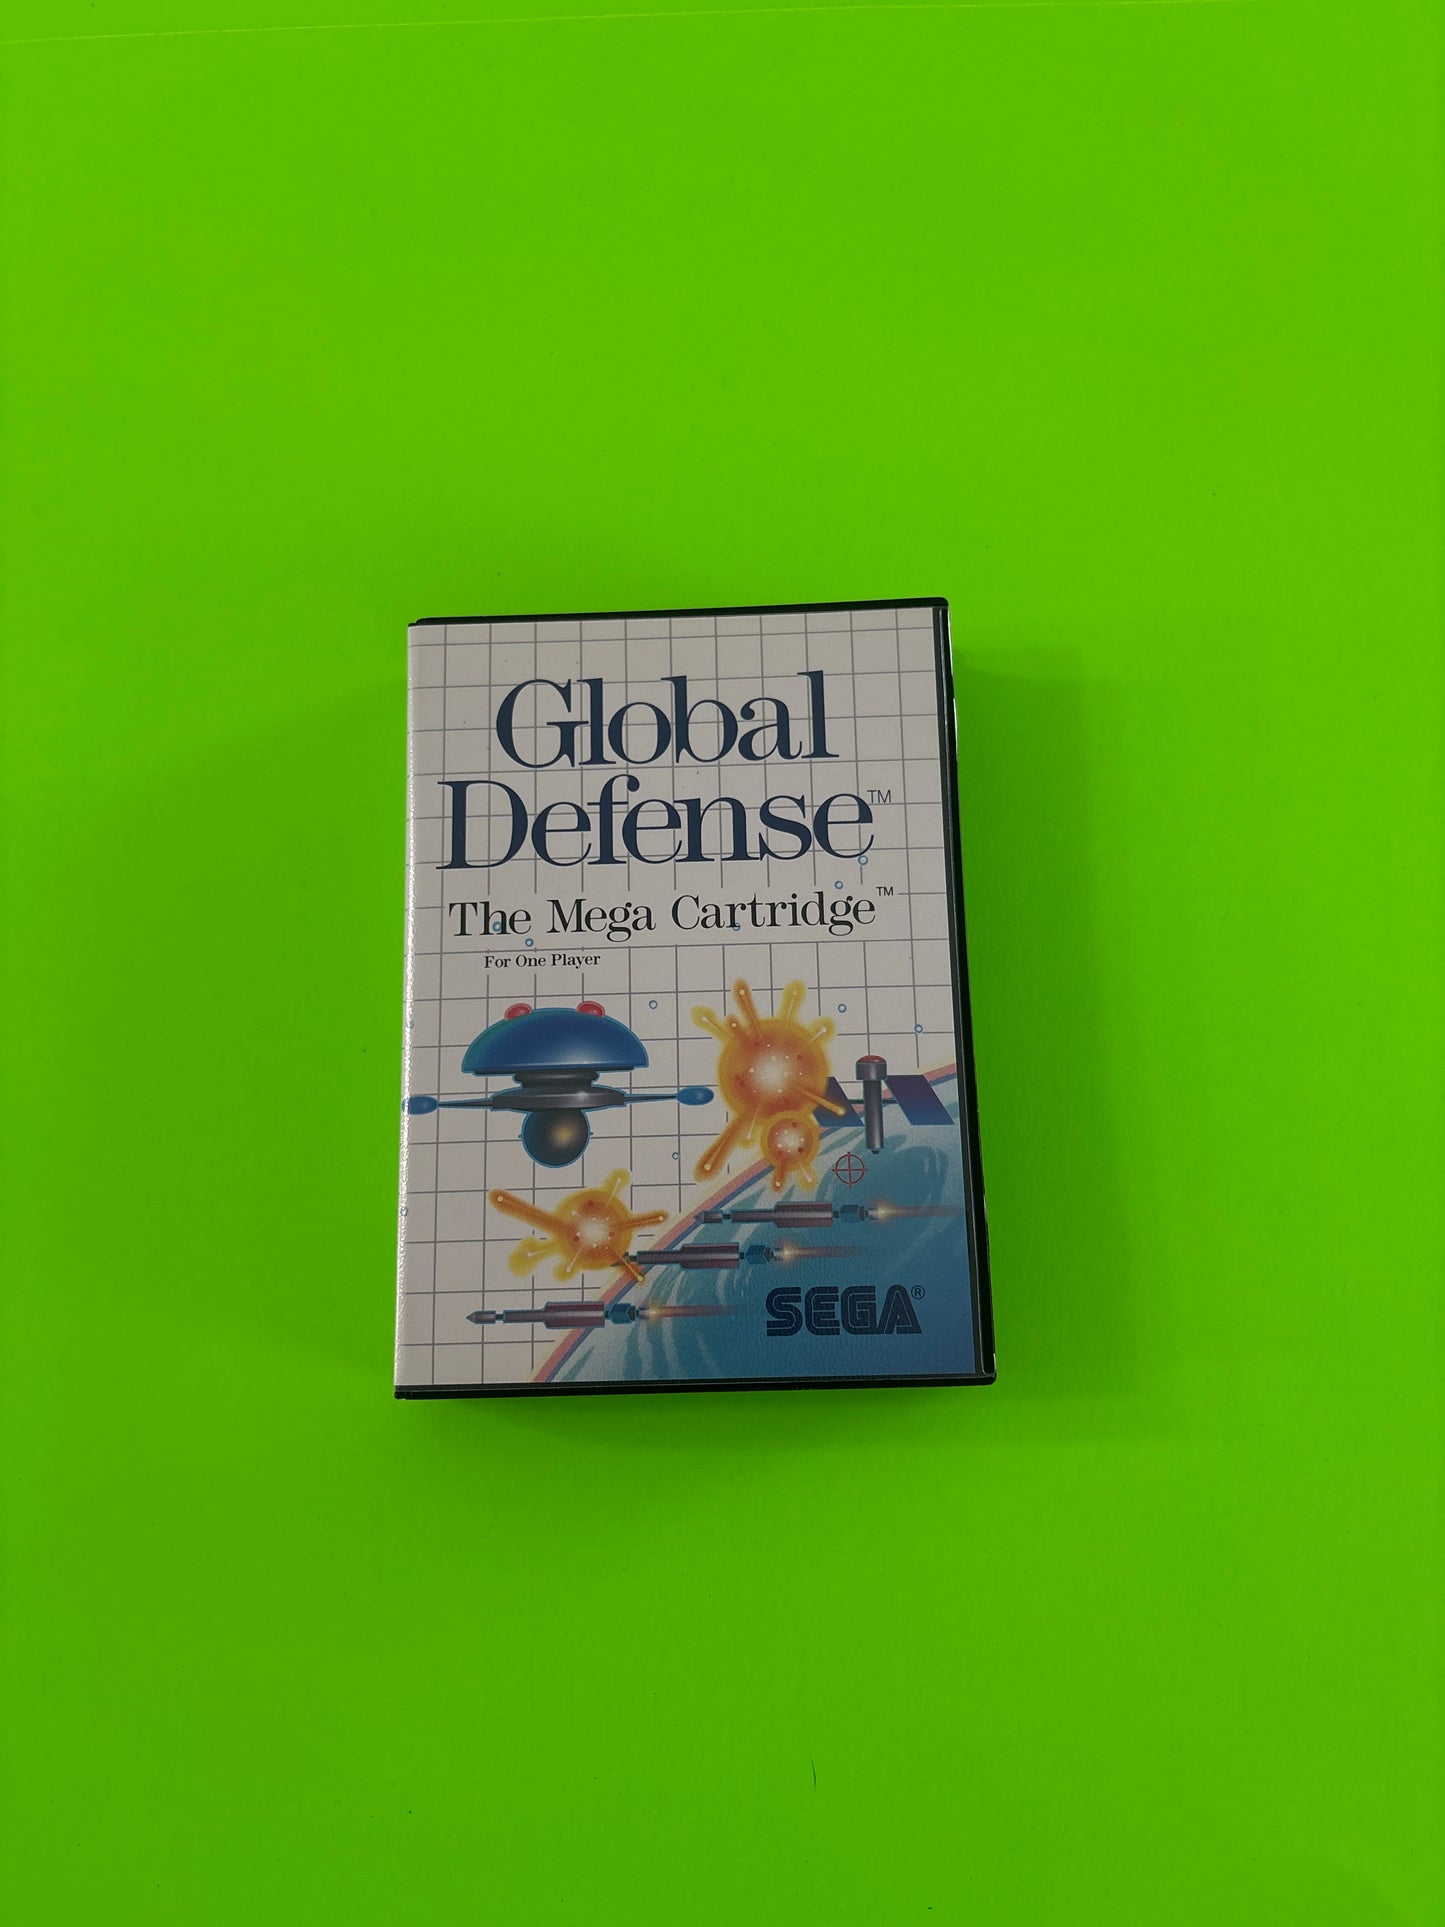 Global
Defense™
The Mega Cartridge™
For One Player
SEGA®